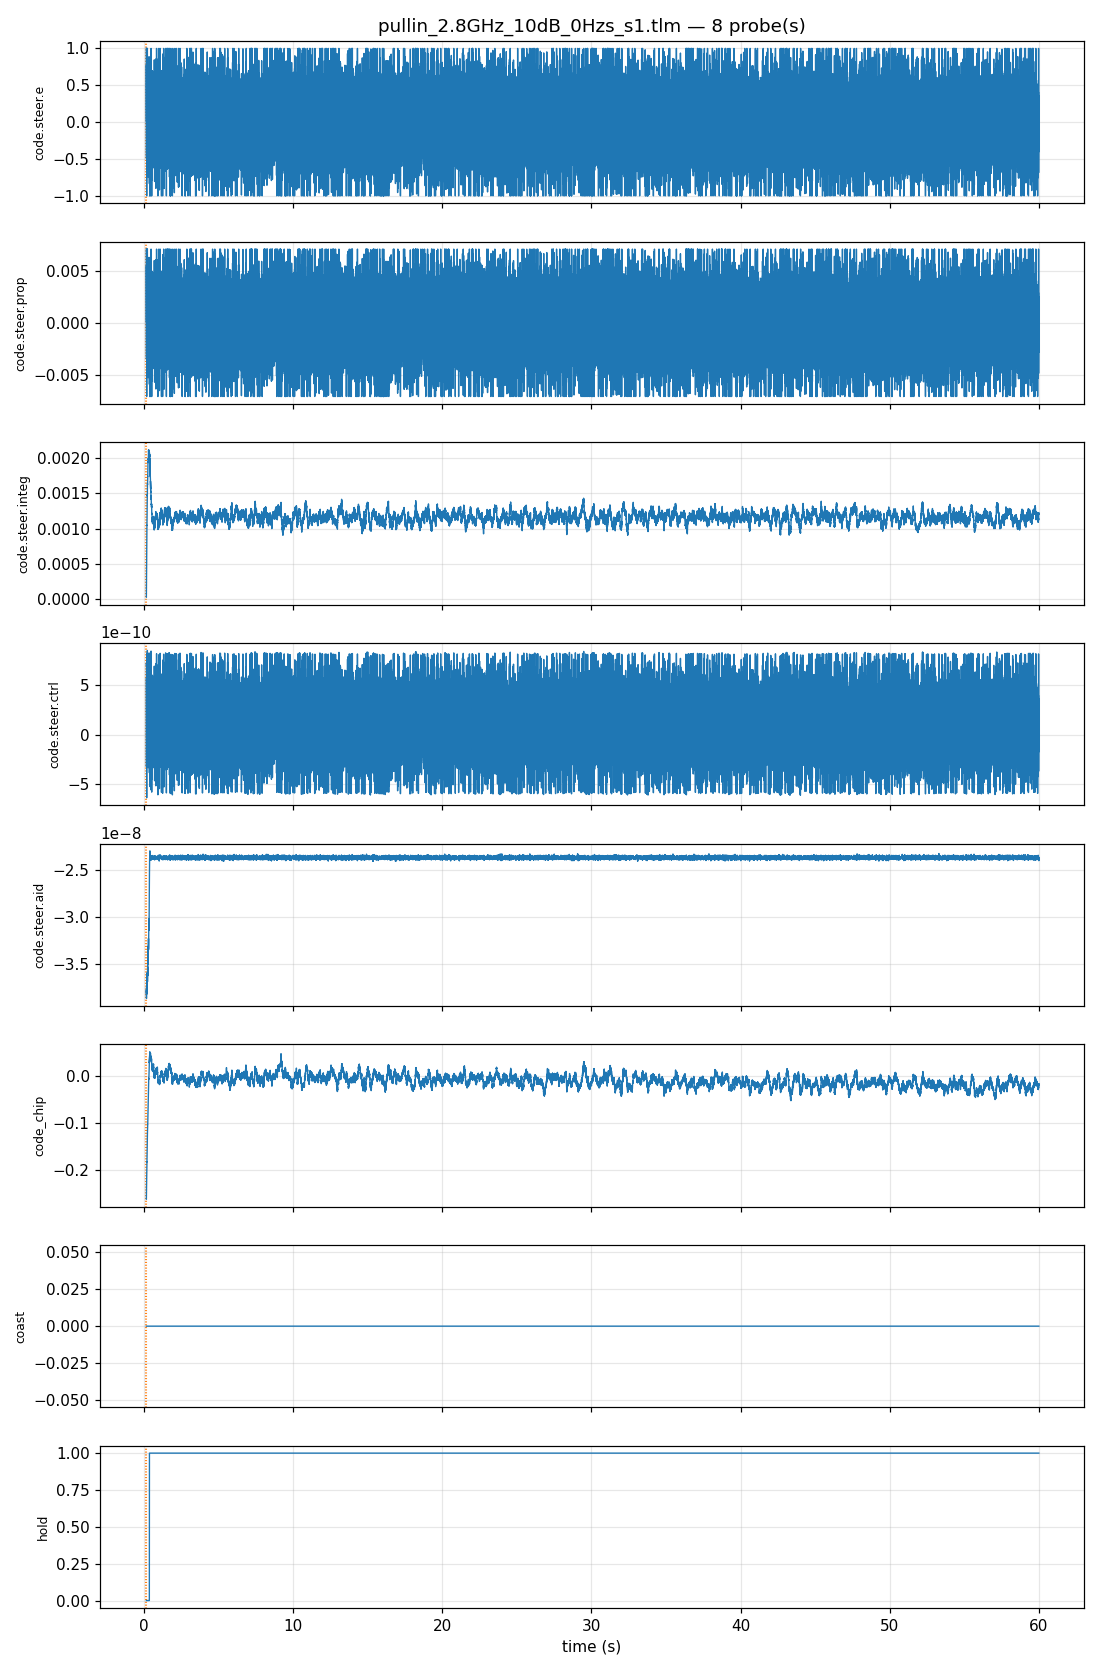 pullin_2.8GHz_10dB_0Hzs_s1.tlm — 8 probe(s)
code.steer.e
1.0
0.5
0.0
−0.5
−1.0
code.steer.prop
0.005
0.000
−0.005
code.steer.integ
0.0020
0.0015
0.0010
0.0005
0.0000
1e−10
code.steer.ctrl
5
0
−5
1e−8
code.steer.aid
−2.5
−3.0
−3.5
code_chip
0.0
−0.1
−0.2
coast
0.050
0.025
0.000
−0.025
−0.050
hold
1.00
0.75
0.50
0.25
0.00
0 10 20 30 40 50 60
time (s)